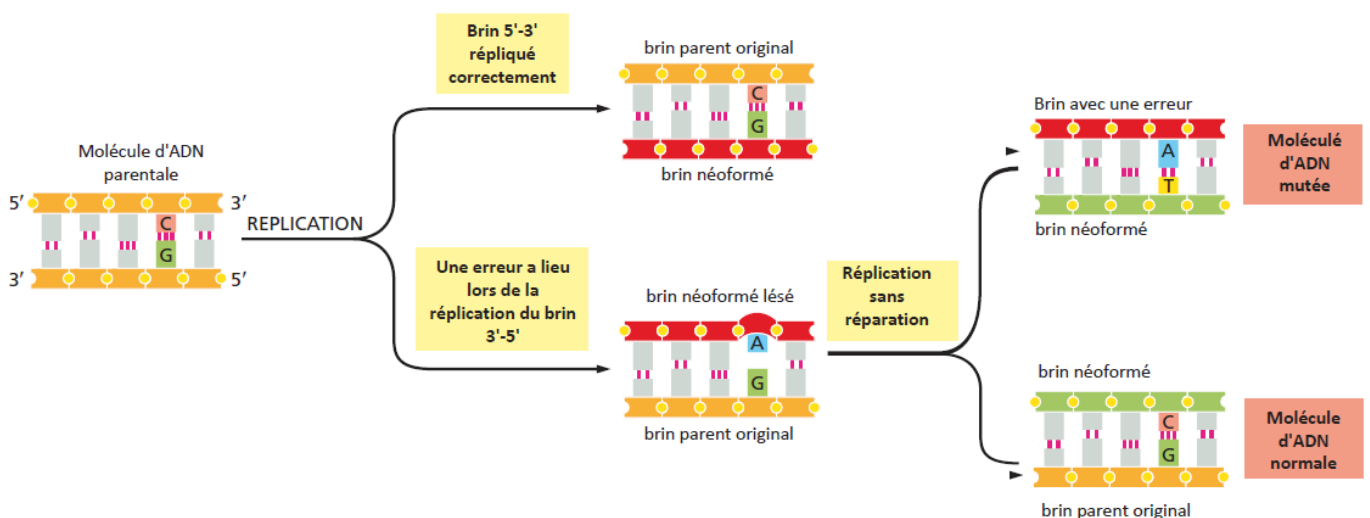 Brin 5'-3'
répliqué
correctement
brin parent original
C
G
brin néoformé
Molécule d'ADN
parentale
5'
3'
C
G
3'
5'
REPLICATION
Une erreur a lieu
lors de la
réplication du brin
3'-5'
brin néoformé lésé
A
G
brin parent original
Réplication
sans
réparation
Brin avec une erreur
A
T
brin néoformé
Moléculé
d'ADN
mutée
brin néoformé
C
G
brin parent original
Molécule
d'ADN
normale